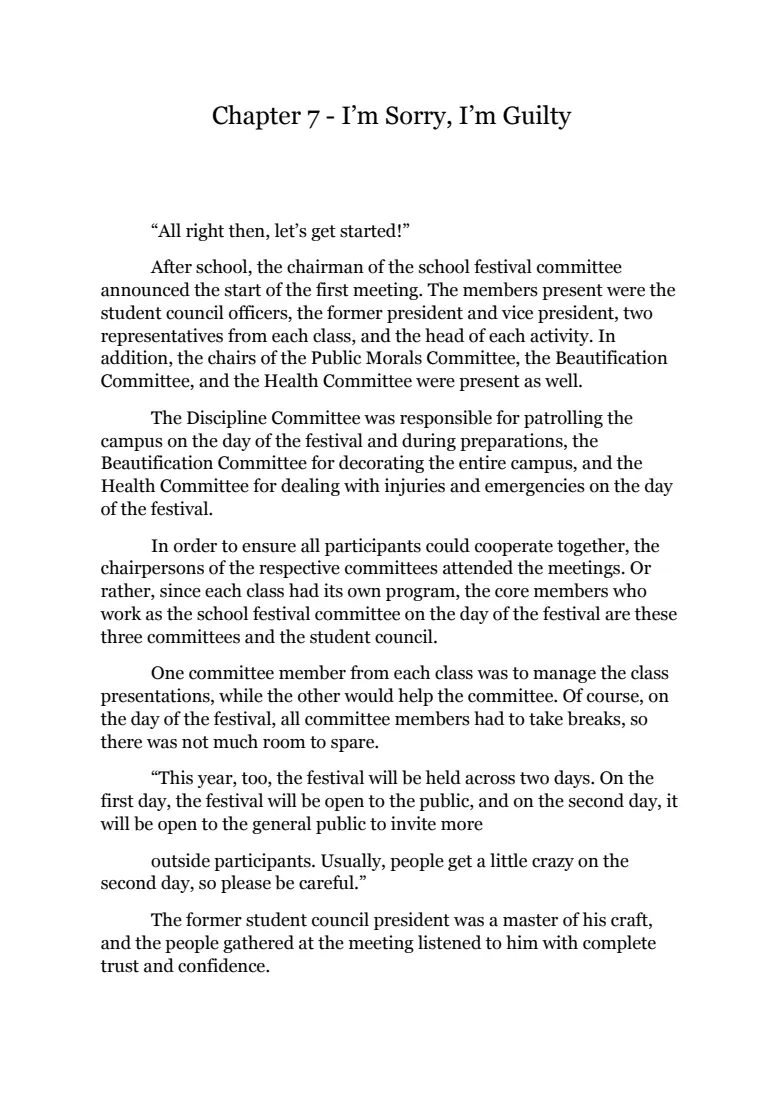 Chapter 7 - I’m Sorry, I’m Guilty
“All right then, let’s get started!”
After school, the chairman of the school festival committee
announced the start of the first meeting. The members present were the
student council officers, the former president and vice president, two
representatives from each class, and the head of each activity. In
addition, the chairs of the Public Morals Committee, the Beautification
Committee, and the Health Committee were present as well.
The Discipline Committee was responsible for patrolling the
campus on the day of the festival and during preparations, the
Beautification Committee for decorating the entire campus, and the
Health Committee for dealing with injuries and emergencies on the day
of the festival.
In order to ensure all participants could cooperate together, the
chairpersons of the respective committees attended the meetings. Or
rather, since each class had its own program, the core members who
work as the school festival committee on the day of the festival are these
three committees and the student council.
One committee member from each class was to manage the class
presentations, while the other would help the committee. Of course, on
the day of the festival, all committee members had to take breaks, so
there was not much room to spare.
“This year, too, the festival will be held across two days. On the
first day, the festival will be open to the public, and on the second day, it
will be open to the general public to invite more
outside participants. Usually, people get a little crazy on the
second day, so please be careful.”
The former student council president was a master of his craft,
and the people gathered at the meeting listened to him with complete
trust and confidence.